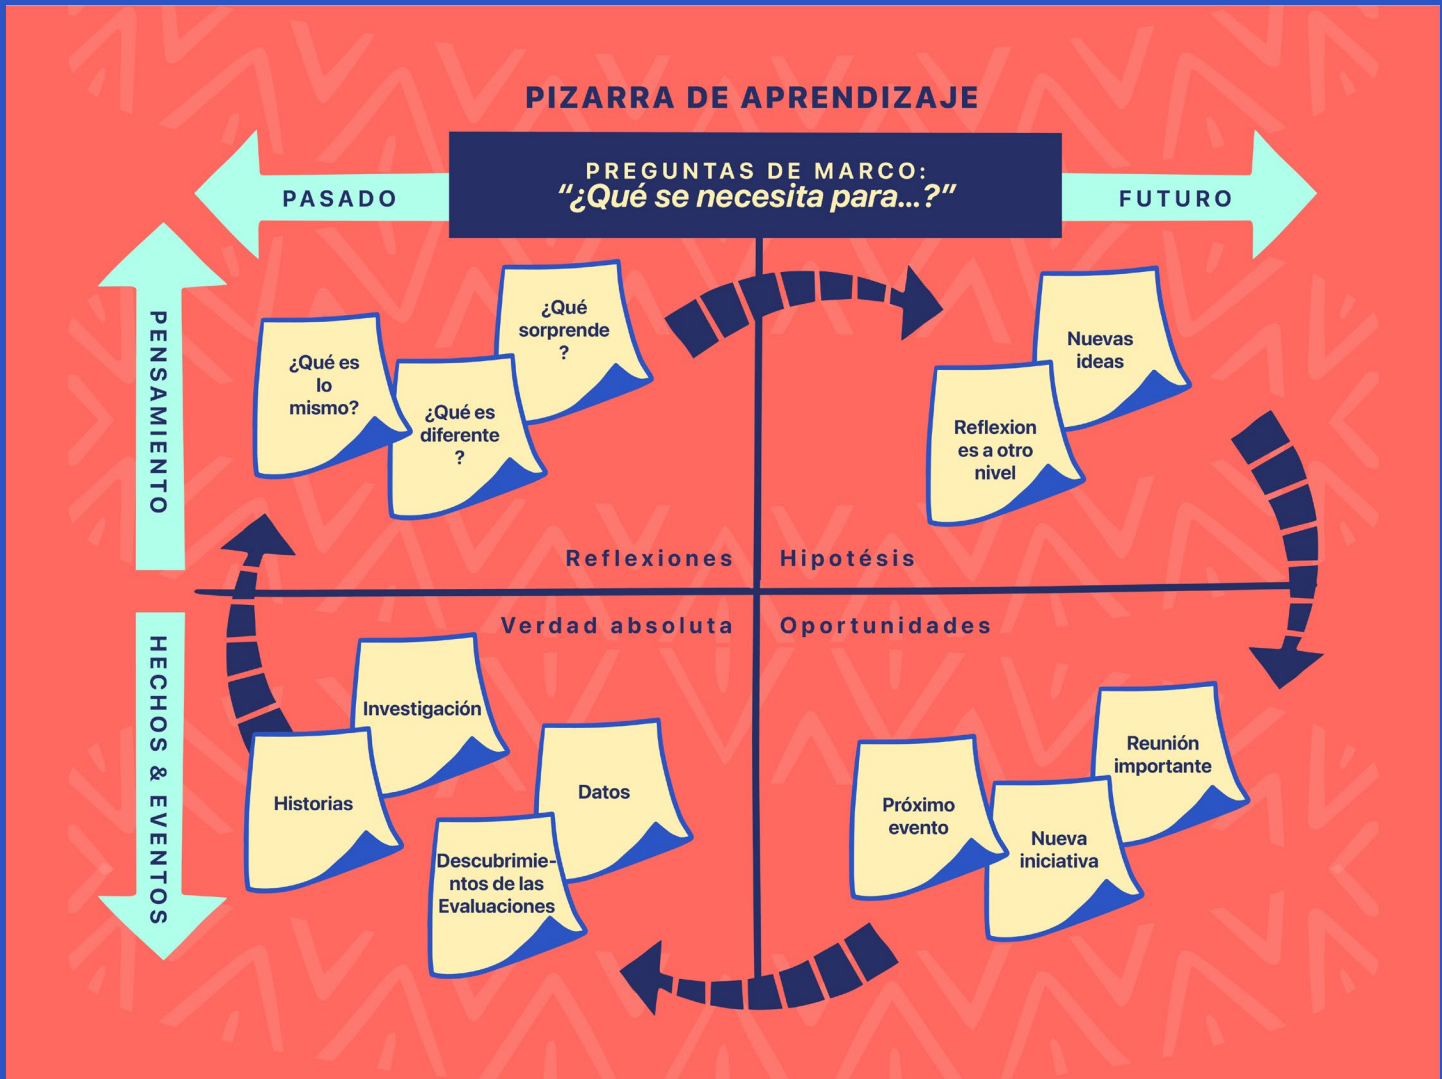 PIZARRA DE APRENDIZAJE
PREGUNTAS DE MARCO:
“¿Qué se necesita para...?”
PASADO
FUTURO
PENSAMIENTO
¿Qué es
lo
mismo?
¿Qué es
diferente
?
¿Qué
sorprende
?
Nuevas
ideas
Reflexion
es a otro
nivel
Reflexiones
Hipotésis
Verdad absoluta
Oportunidades
HECHOS & EVENTOS
Investigación
Historias
Datos
Descubrimie-
ntos de las
Evaluaciones
Próximo
evento
Nueva
iniciativa
Reunión
importante